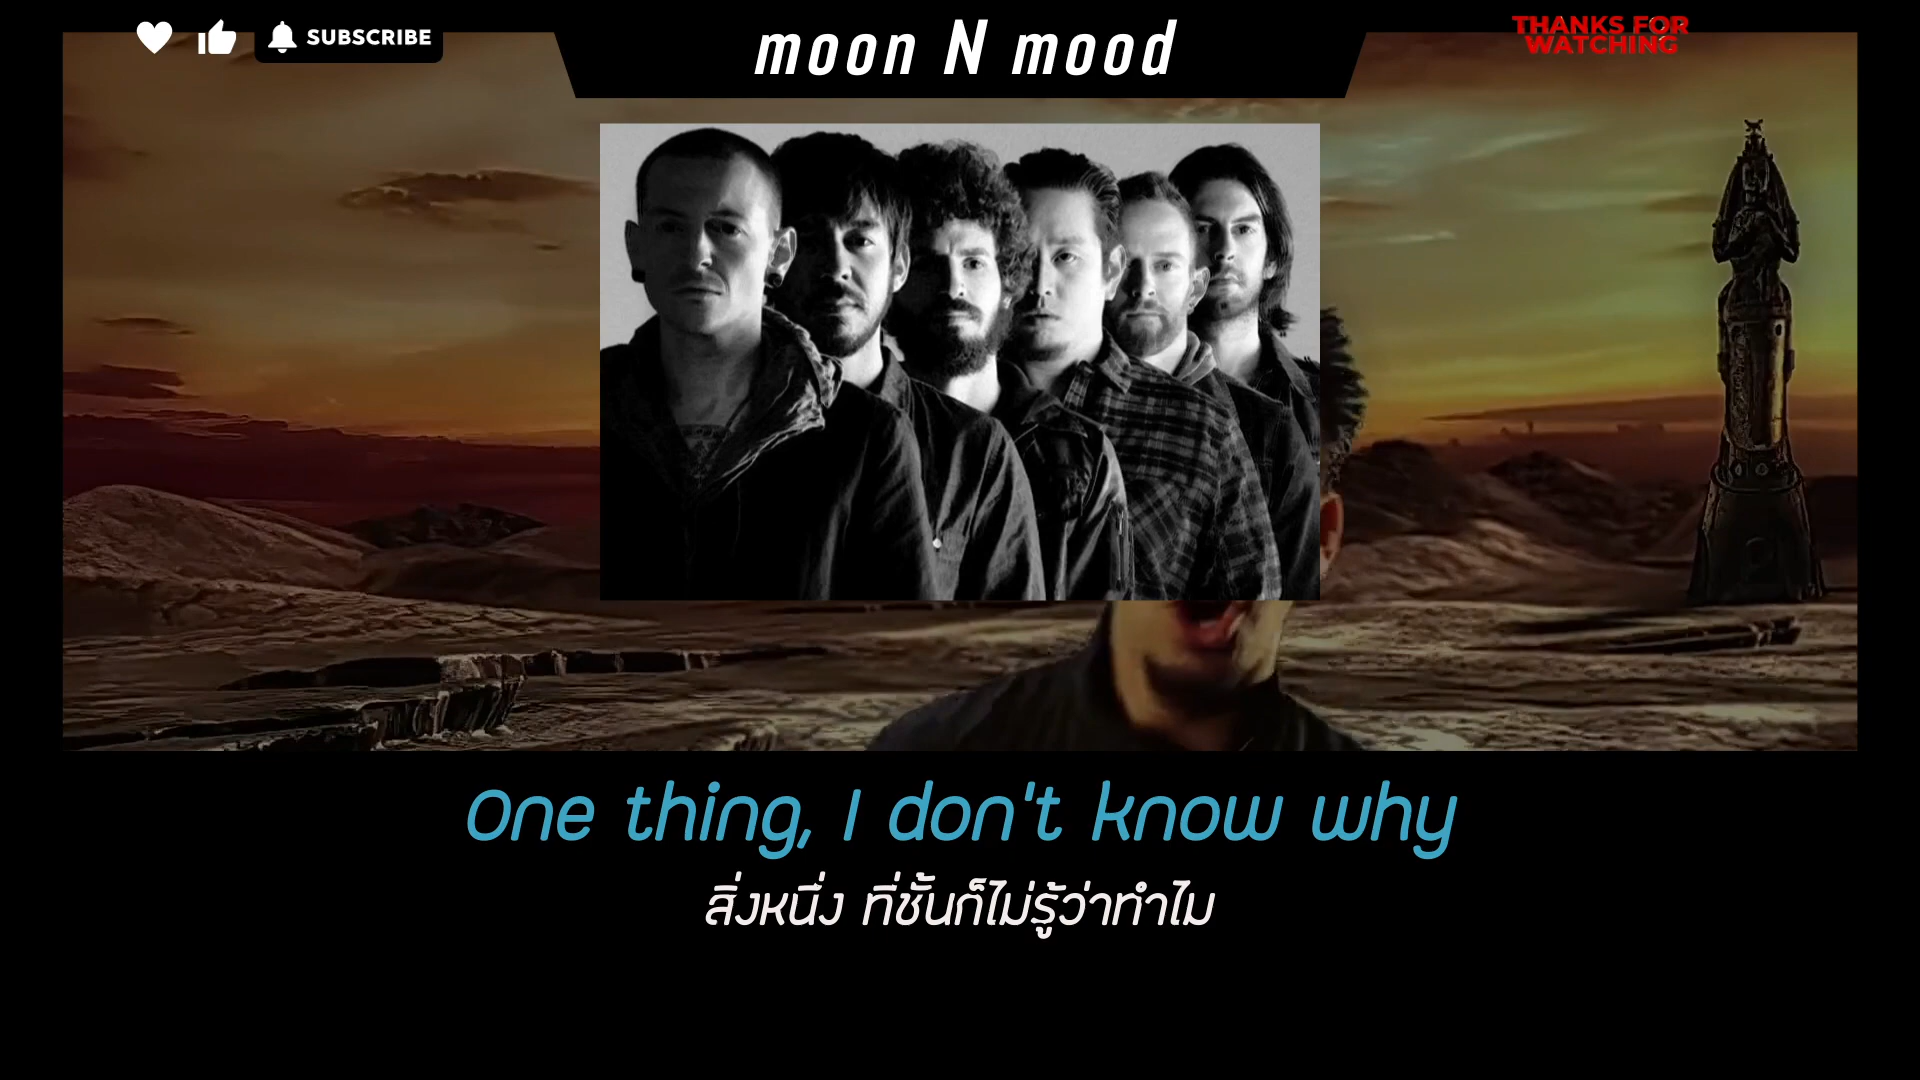 SUBSCRIBE
moon N mood
THANKS FOR
WATCHING
One thing, I don't know why
สิ่งหนึ่ง ที่ชั้นก็ไม่รู้ว่าทำไม